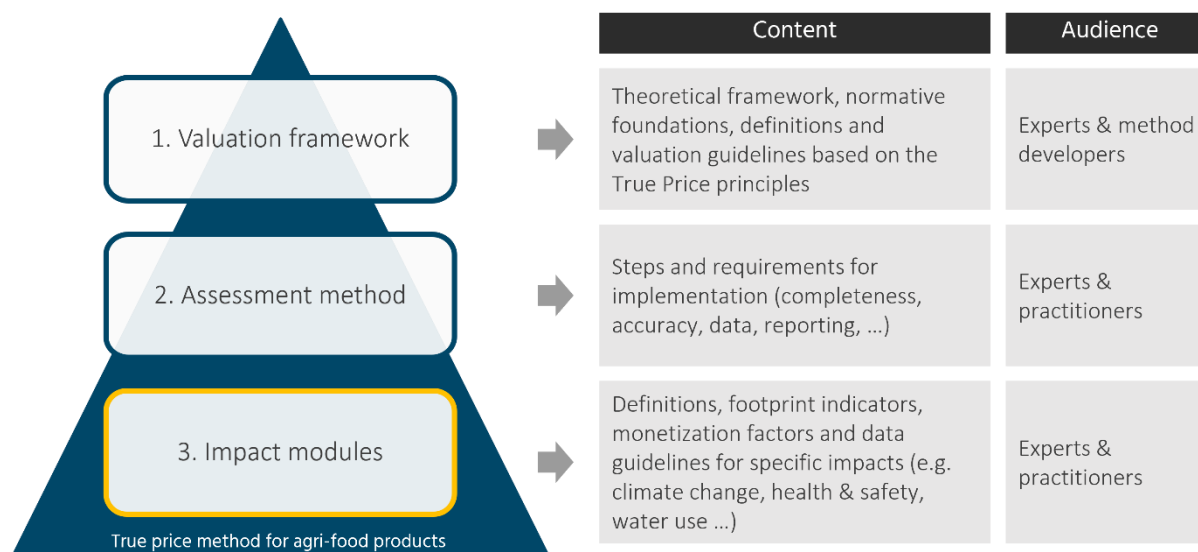 Content
Audience
1. Valuation framework
Theoretical framework, normative
foundations, definitions and
valuation guidelines based on the
True Price principles
Experts & method
developers
2. Assessment method
Steps and requirements for
implementation (completeness,
accuracy, data, reporting, ...)
Experts &
practitioners
3. Impact modules
Definitions, footprint indicators,
monetization factors and data
guidelines for specific impacts (e.g.
climate change, health & safety,
water use ...)
Experts &
practitioners
True price method for agri-food products